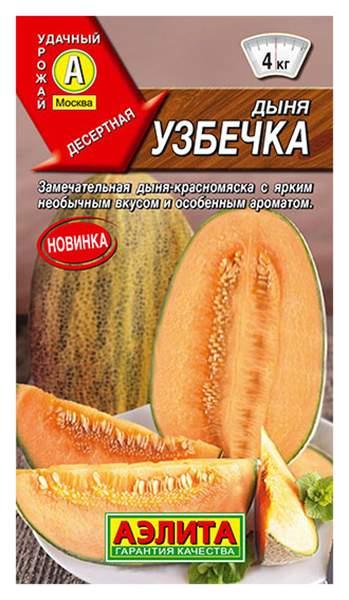 УДАЧНЫЙ
УРОЖАЙ
А
Москва
ДЕСЕРТНАЯ
4 кг
ДЫНЯ
УЗБЕЧКА
Замечательная дыня-красномяска с ярким
необычным вкусом и особенным ароматом.
НОВИНКА
АЭЛИТА
ГАРАНТИЯ КАЧЕСТВА